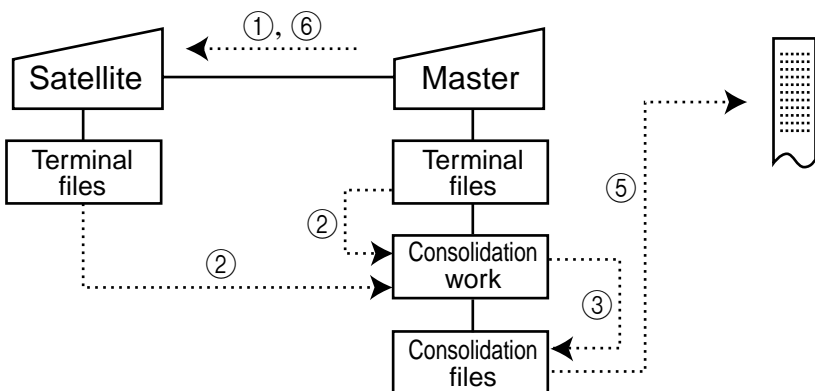 ①, ⑥
Satellite
Master
Terminal
files
Terminal
files
⑤
②
②
Consolidation
work
③
Consolidation
files